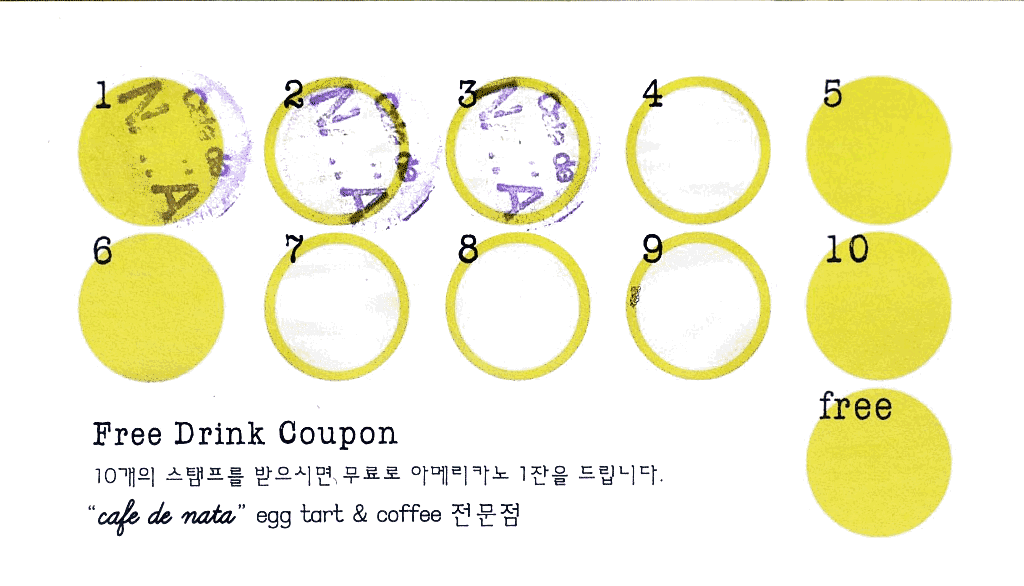 1 2 3 4 5
6 7 8 9 10
free
Free Drink Coupon
10개의 스탬프를 받으시면, 무료로 아메리카노 1잔을 드립니다.
“cafe de nata” egg tart & coffee 전문점